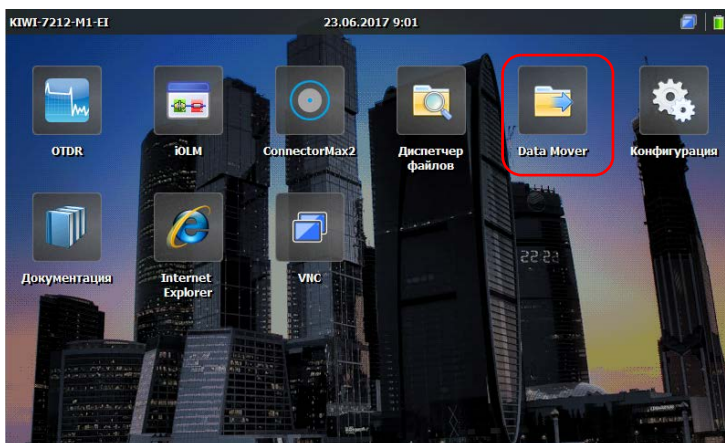 KIWI-7212-M1-EI
23.06.2017 9:01
OTDR
iOLM
ConnectorMax2
Диспетчер
файлов
Data Mover
Конфигурация
Документация
Internet
Explorer
VNC
22:22